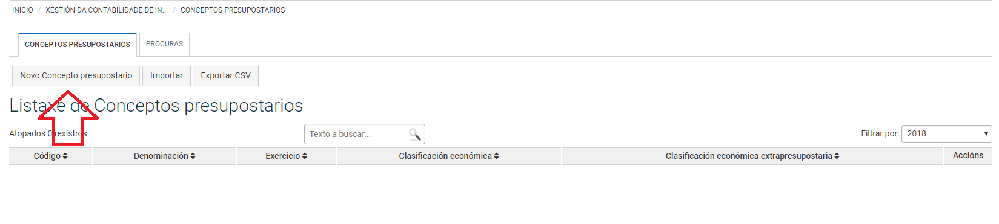 INICIO / XESTIÓN DA CONTABILIDADE DE IN... / CONCEPTOS PRESUPOSTARIOS
CONCEPTOS PRESUPOSTARIOS PROCURAS
Novo Concepto presupostario Importar Exportar CSV
Listaxe de Conceptos presupostarios
Atopados 0 rexistros Texto a buscar... Filtrar por: 2018
Código Denominación Exercicio Clasificación económica Clasificación económica extrapresupostaria Accións